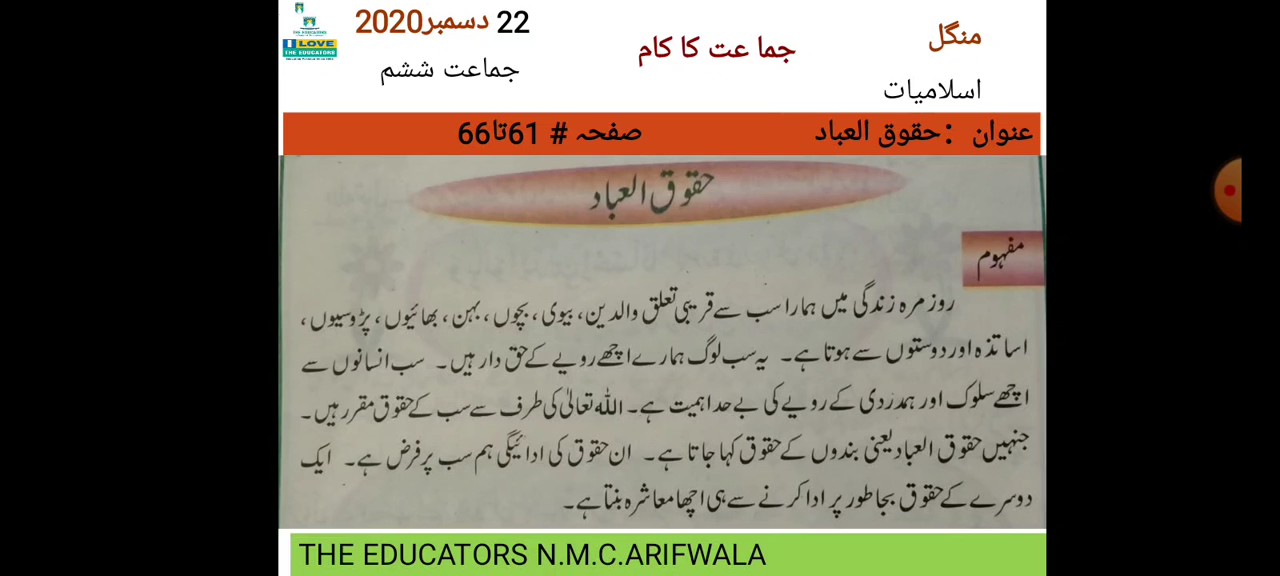 منگل
22 دسمبر2020
جما عت کا کام
اسلامیات
جماعت ششم
I LOVE
THE EDUCATORS
عنوان :حقوق العباد
صفحہ # 61تا66
حقوق العباد
مفہوم
روز مرہ زندگی میں ہمارا سب سے قریبی تعلق والدین، بیوی، بچوں، بہن، بھائیوں، پڑوسیوں،
اساتذہ اور دوستوں سے ہوتا ہے۔ یہ سب لوگ ہمارے اچھے رویے کے حق دار ہیں۔ سب انسانوں سے
اچھے سلوک اور ہمدردی کے رویے کی بے حد اہمیت ہے۔ اللہ تعالیٰ کی طرف سے سب کے حقوق مقرر ہیں۔
جنہیں حقوق العباد یعنی بندوں کے حقوق کہا جاتا ہے۔ ان حقوق کی ادائیگی ہم سب پر فرض ہے۔ ایک
دوسرے کے حقوق بجا طور پر ادا کرنے سے ہی اچھا معاشرہ بنتا ہے۔
THE EDUCATORS N.M.C.ARIFWALA